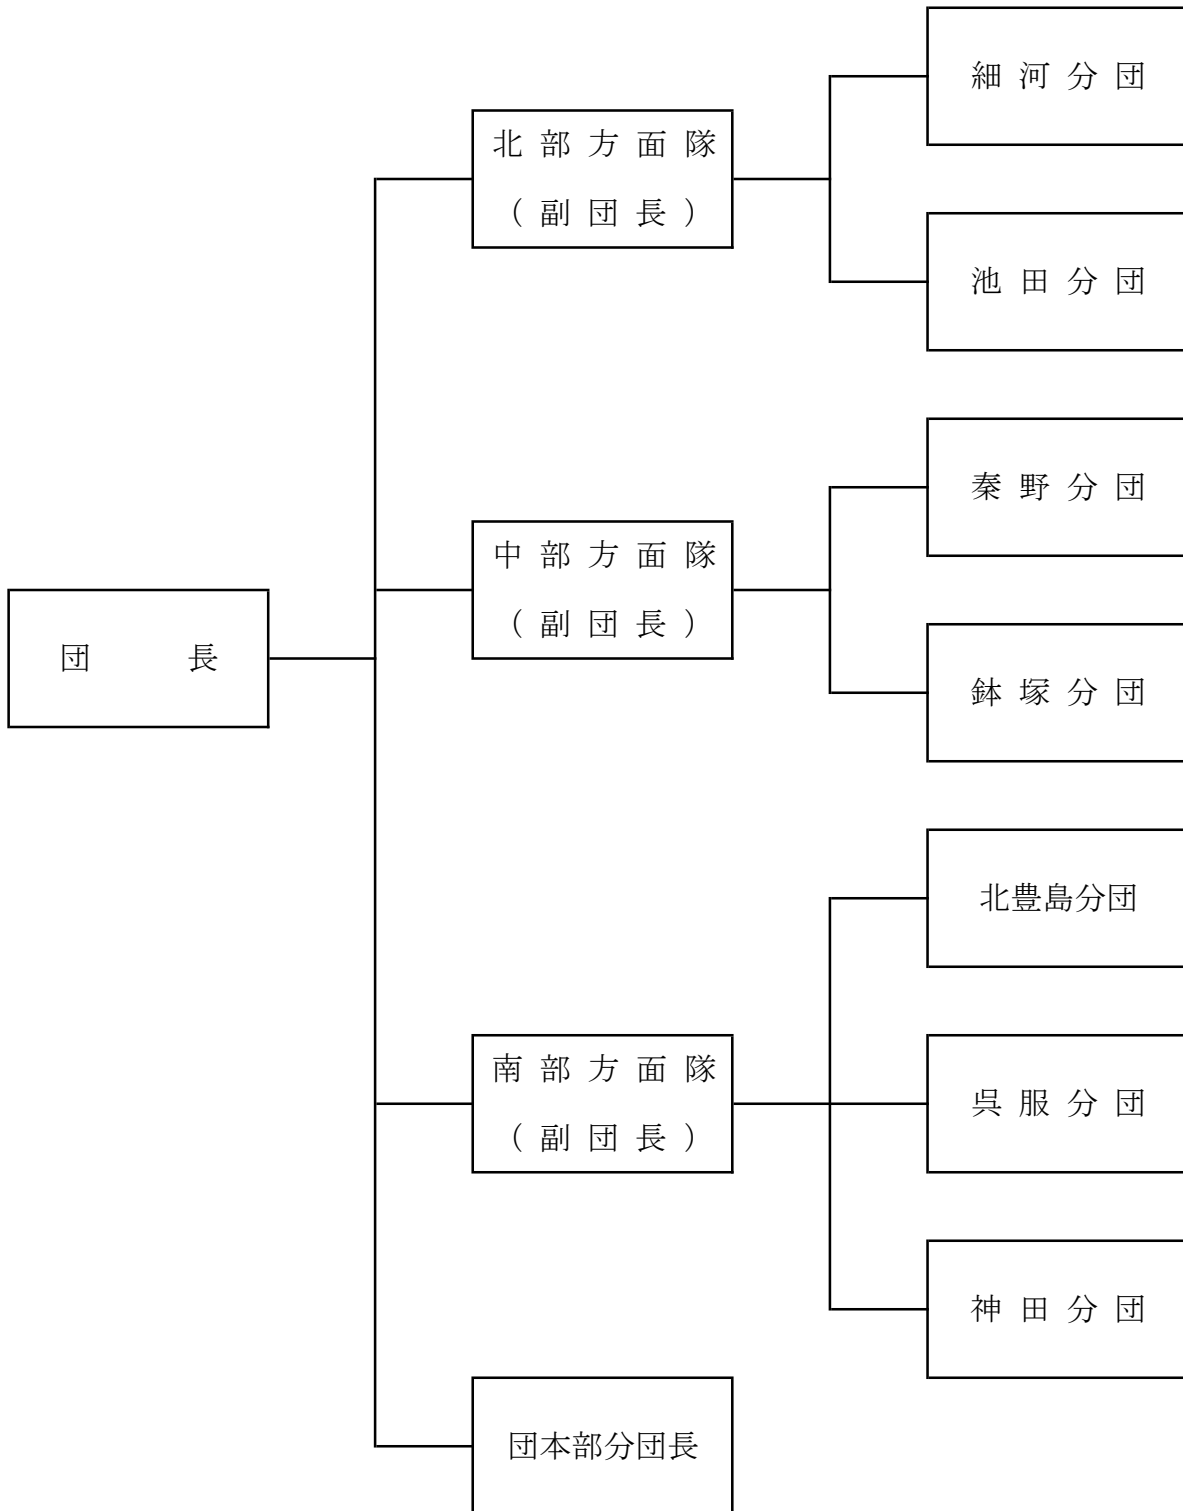 団長
北部方面隊
（副団長）
細河分団
池田分団
中部方面隊
（副団長）
秦野分団
鉢塚分団
南部方面隊
（副団長）
北豊島分団
呉服分団
神田分団
団本部分団長